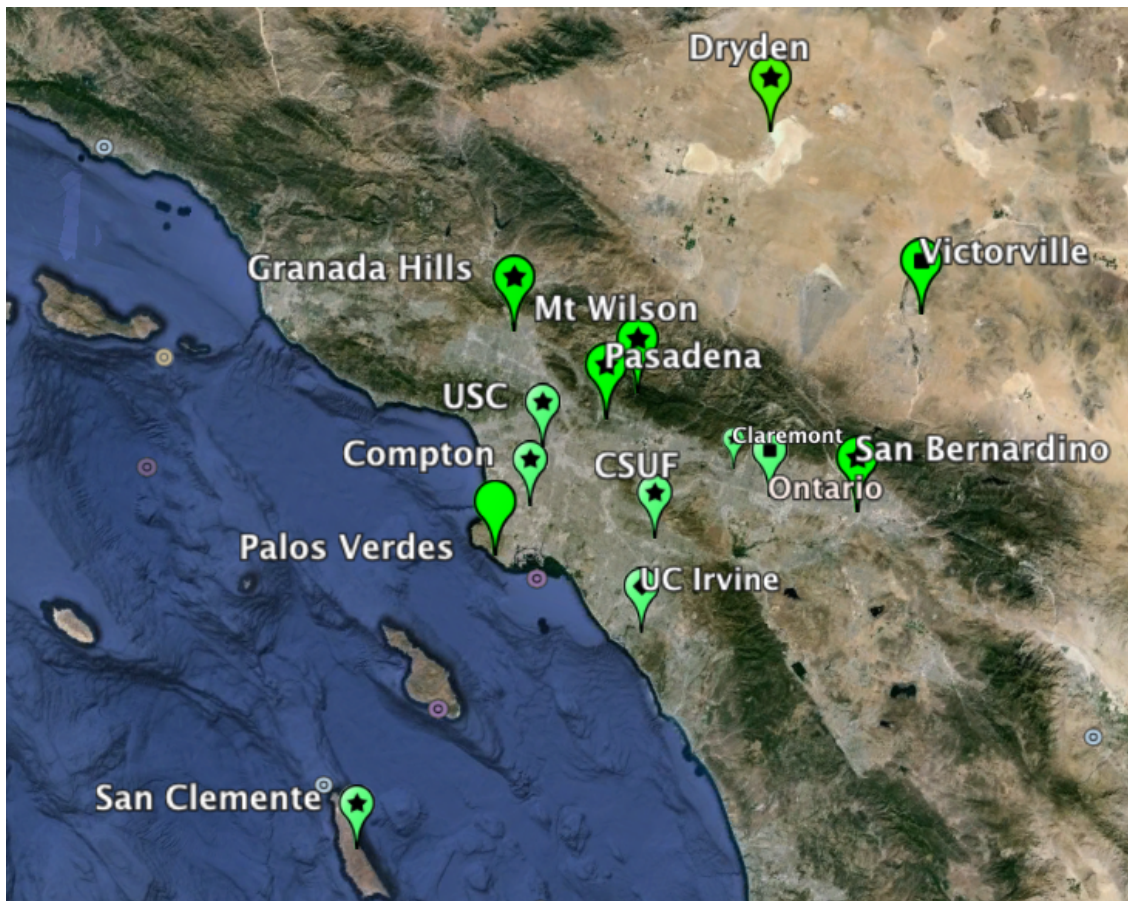 Dryden
Victorville
Granada Hills
Mt Wilson
Pasadena
USC
Claremont
Compton
CSUF
San Bernardino
Ontario
Palos Verdes
UC Irvine
San Clemente